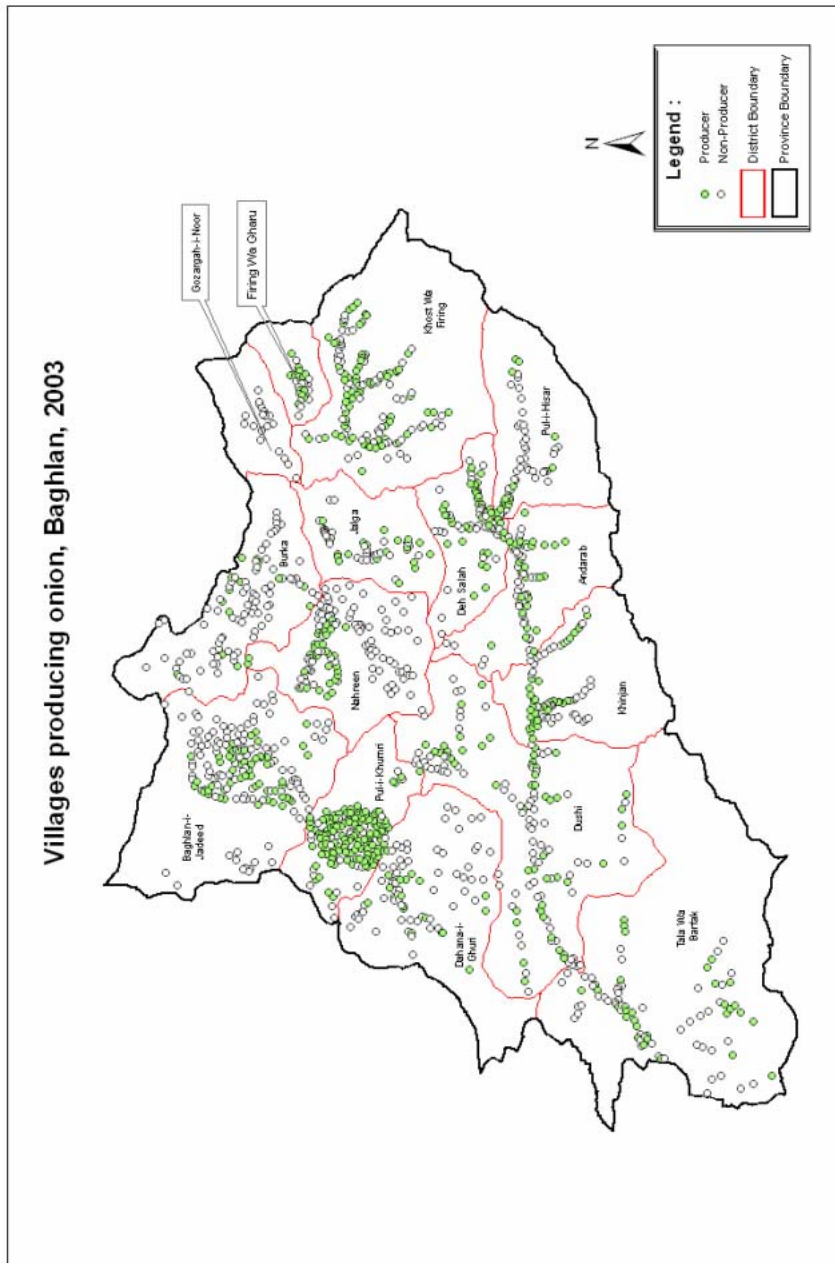 Villages producing onion, Baghlan, 2003
Gozargah-i-Noor
Firing Wa Gharu
Burka
Baghlan-i-
Jadeed
Nahreen
Jalga
Khost Wa
Firing
Pul-i-Khumri
Deh Salah
Pul-i-Hisar
Dahana-i-
Ghuri
Andarab
Khinjan
Dushi
Tala Wa
Barfak
N
Legend :
Producer
Non-Producer
District Boundary
Province Boundary